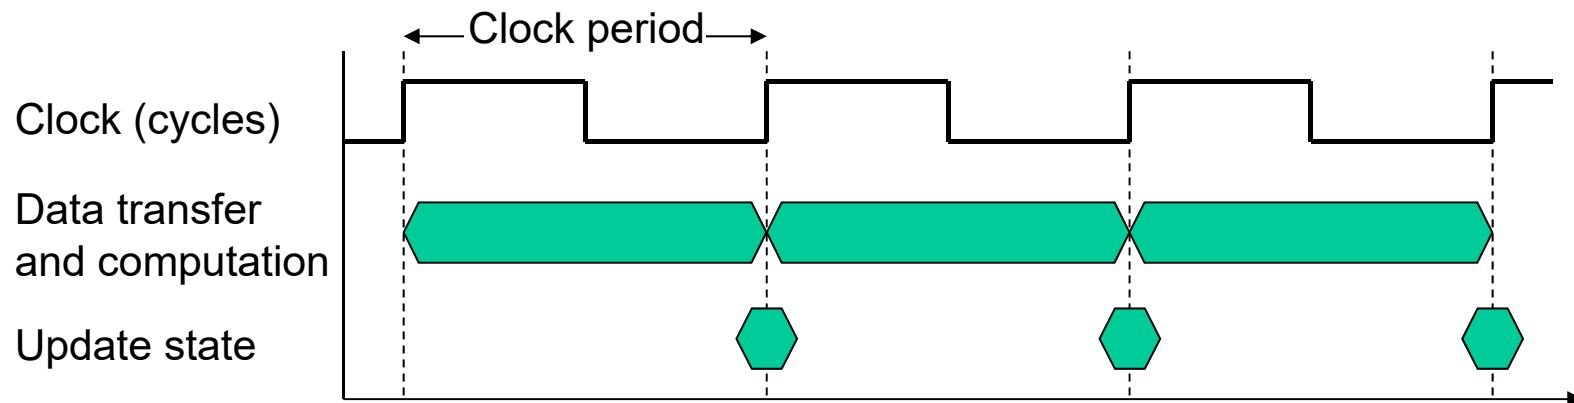 Clock period
Clock (cycles)
Data transfer
and computation
Update state